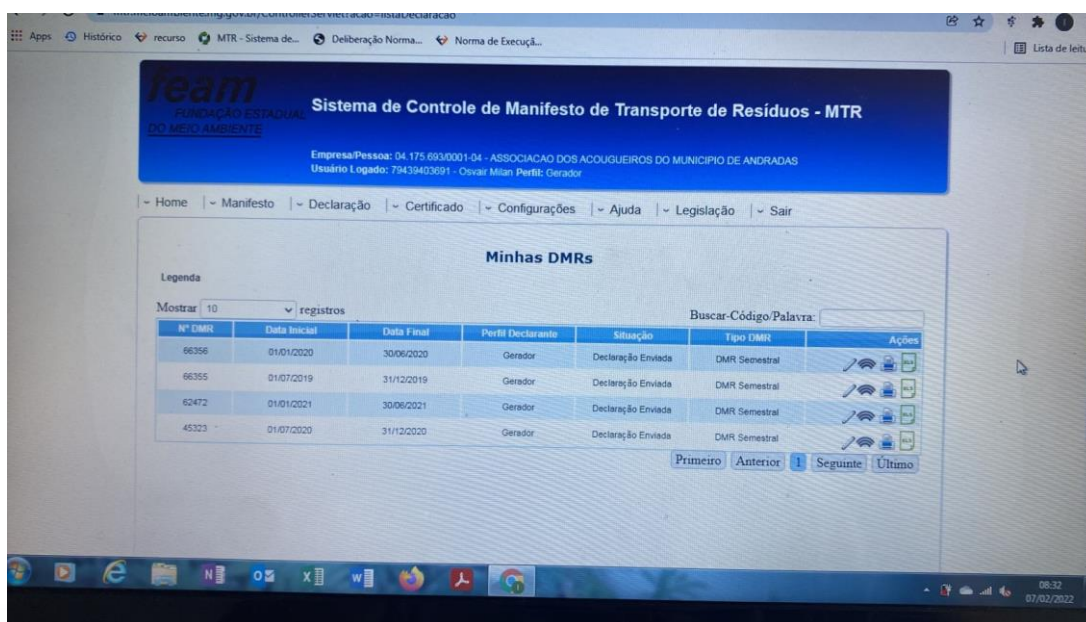 Apps Histórico recurso MTR - Sistema de... Deliberação Norma... Norma de Execuçã...
Lista de leitu
feam
FUNDAÇÃO ESTADUAL
DO MEIO AMBIENTE
Sistema de Controle de Manifesto de Transporte de Resíduos - MTR
Empresa/Pessoa: 04.175.693/0001-04 - ASSOCIACAO DOS ACOUGUEIROS DO MUNICIPIO DE ANDRADAS
Usuário Logado: 79439403691 - Osvair Milan Perfil: Gerador
Home Manifesto Declaração Certificado Configurações Ajuda Legislação Sair
Minhas DMRs
Legenda
Mostrar 10 registros
Buscar-Código/Palavra:
Nº DMR Data Inicial Data Final Perfil Declarante Situação Tipo DMR Ações
66356 01/01/2020 30/06/2020 Gerador Declaração Enviada DMR Semestral
66355 01/07/2019 31/12/2019 Gerador Declaração Enviada DMR Semestral
62472 01/01/2021 30/06/2021 Gerador Declaração Enviada DMR Semestral
45323 01/07/2020 31/12/2020 Gerador Declaração Enviada DMR Semestral
Primeiro Anterior 1 Seguinte Último
08:32
07/02/2022